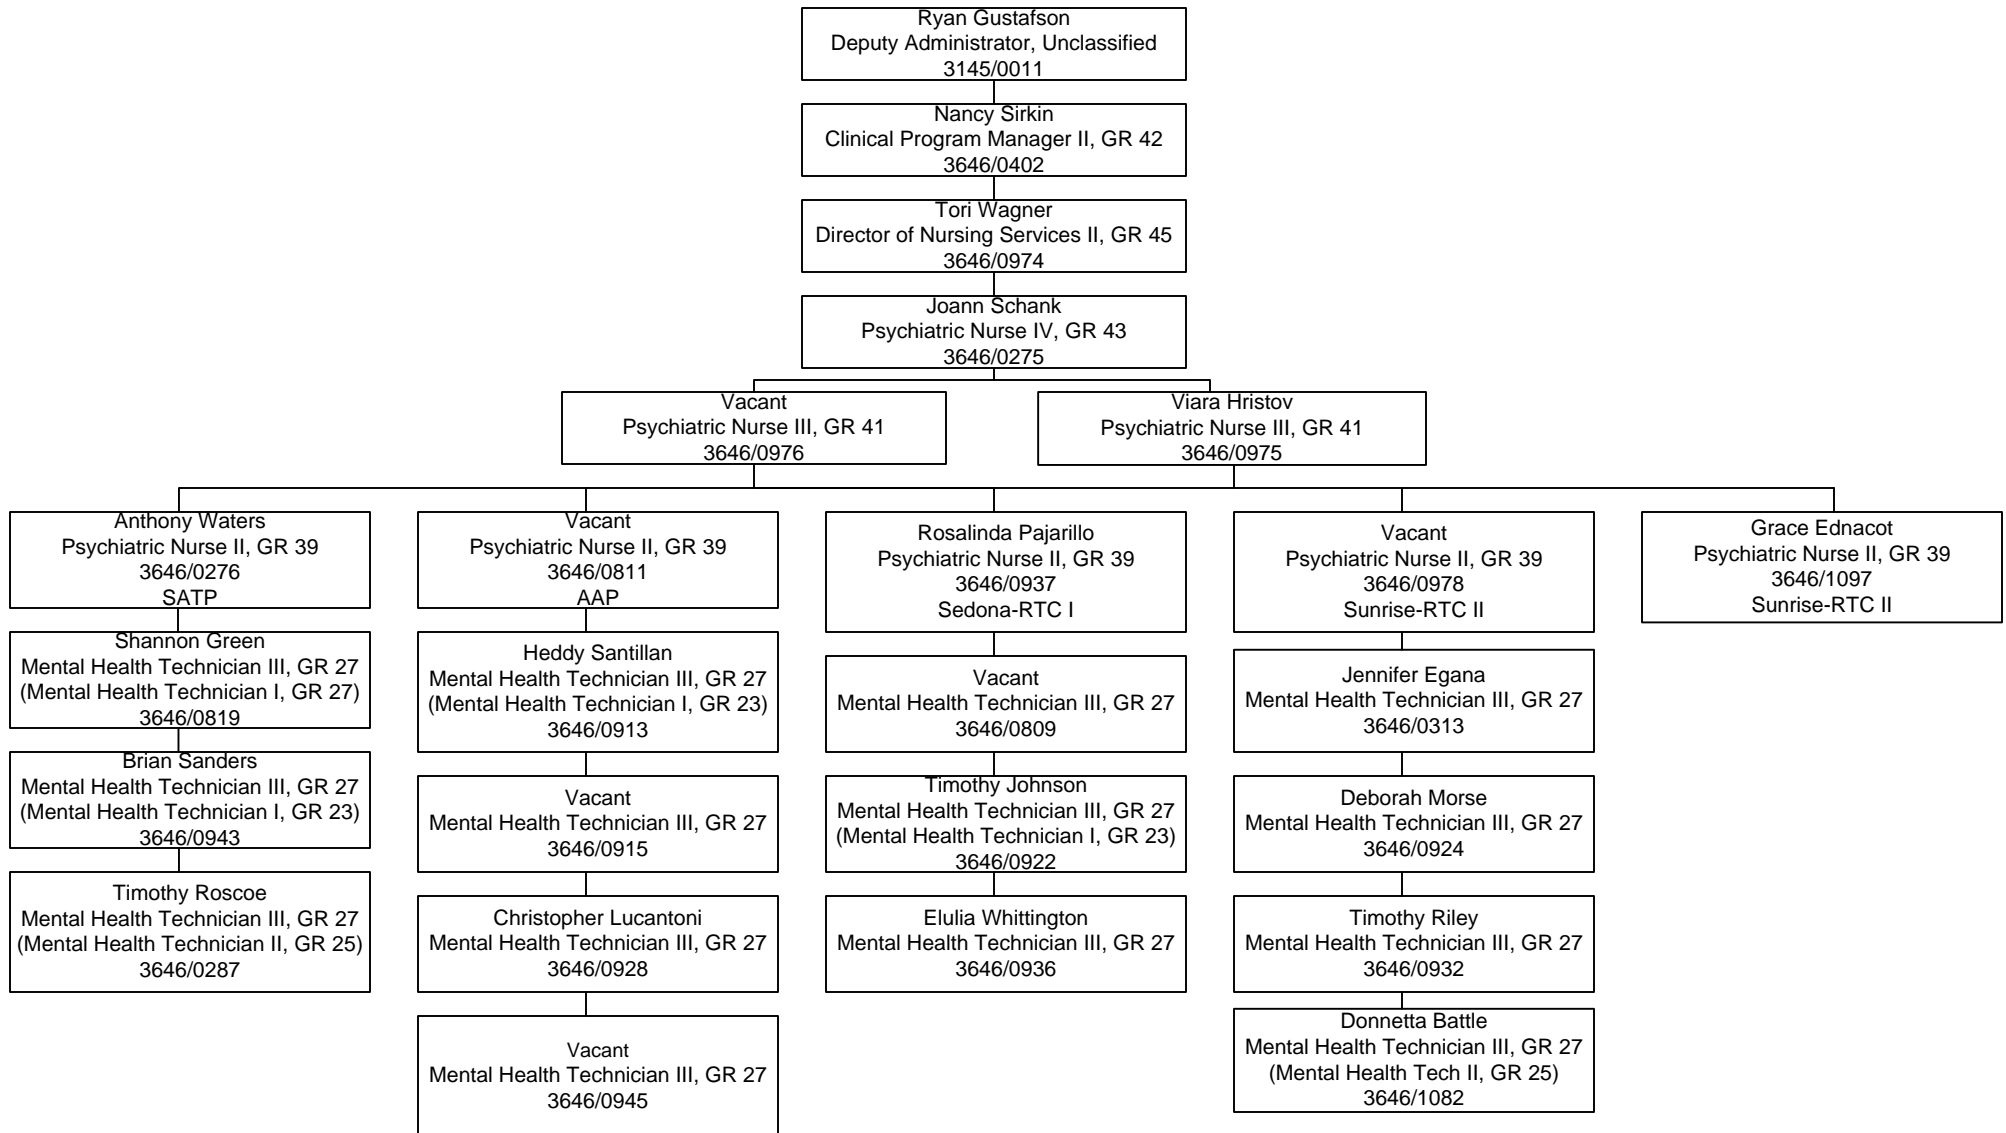 Ryan Gustafson
Deputy Administrator, Unclassified
3145/0011
Nancy Sirkin
Clinical Program Manager II, GR 42
3646/0402
Tori Wagner
Director of Nursing Services II, GR 45
3646/0974
Joann Schank
Psychiatric Nurse IV, GR 43
3646/0275
Vacant
Psychiatric Nurse III, GR 41
3646/0976
Viara Hristov
Psychiatric Nurse III, GR 41
3646/0975
Anthony Waters
Psychiatric Nurse II, GR 39
3646/0276
SATP
Shannon Green
Mental Health Technician III, GR 27
(Mental Health Technician I, GR 27)
3646/0819
Brian Sanders
Mental Health Technician III, GR 27
(Mental Health Technician I, GR 23)
3646/0943
Timothy Roscoe
Mental Health Technician III, GR 27
(Mental Health Technician II, GR 25)
3646/0287
Vacant
Psychiatric Nurse II, GR 39
3646/0811
AAP
Heddy Santillan
Mental Health Technician III, GR 27
(Mental Health Technician I, GR 23)
3646/0913
Vacant
Mental Health Technician III, GR 27
3646/0915
Christopher Lucantoni
Mental Health Technician III, GR 27
3646/0928
Vacant
Mental Health Technician III, GR 27
3646/0945
Rosalinda Pajarillo
Psychiatric Nurse II, GR 39
3646/0937
Sedona-RTC I
Vacant
Mental Health Technician III, GR 27
3646/0809
Timothy Johnson
Mental Health Technician III, GR 27
(Mental Health Technician I, GR 23)
3646/0922
Elulia Whittington
Mental Health Technician III, GR 27
3646/0936
Vacant
Psychiatric Nurse II, GR 39
3646/0978
Sunrise-RTC II
Jennifer Egana
Mental Health Technician III, GR 27
3646/0313
Deborah Morse
Mental Health Technician III, GR 27
3646/0924
Timothy Riley
Mental Health Technician III, GR 27
3646/0932
Donnetta Battle
Mental Health Technician III, GR 27
(Mental Health Tech II, GR 25)
3646/1082
Grace Ednacot
Psychiatric Nurse II, GR 39
3646/1097
Sunrise-RTC II